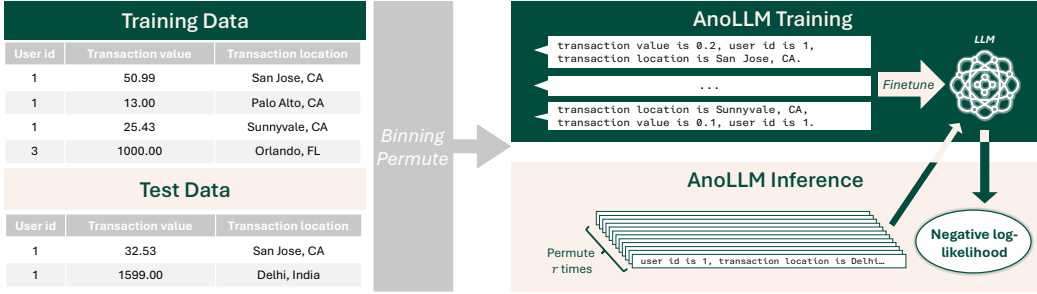 Training Data
User id Transaction value Transaction location
1 50.99 San Jose, CA
1 13.00 Palo Alto, CA
1 25.43 Sunnyvale, CA
3 1000.00 Orlando, FL
Test Data
User id Transaction value Transaction location
1 32.53 San Jose, CA
1 1599.00 Delhi, India
Binning
Permute
AnoLLM Training
transaction value is 0.2, user id is 1,
transaction location is San Jose, CA.
...
transaction location is Sunnyvale, CA,
transaction value is 0.1, user id is 1.
Finetune
LLM
AnoLLM Inference
Permute
r times
user id is 1, transaction location is Delhi…
Negative log-
likelihood